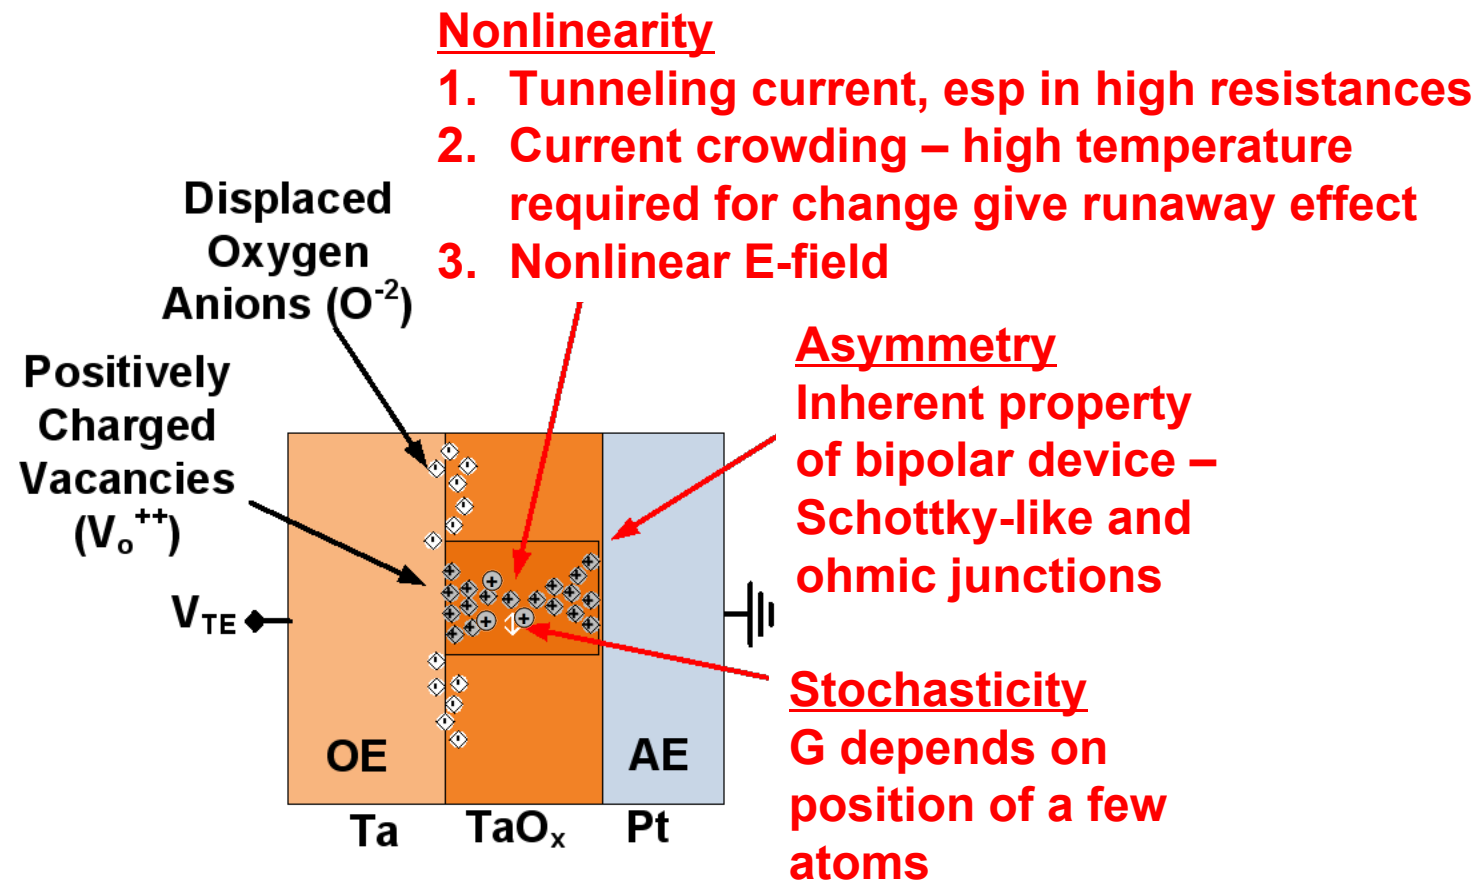 Nonlinearity
1. Tunneling current, esp in high resistances
2. Current crowding – high temperature
required for change give runaway effect
3. Nonlinear E-field
Displaced
Oxygen
Anions (O⁻²)
Positively
Charged
Vacancies
(Vₒ⁺⁺)
Asymmetry
Inherent property
of bipolar device –
Schottky-like and
ohmic junctions
V_TE
Stochasticity
G depends on
position of a few
atoms
OE
AE
Ta
TaOₓ
Pt